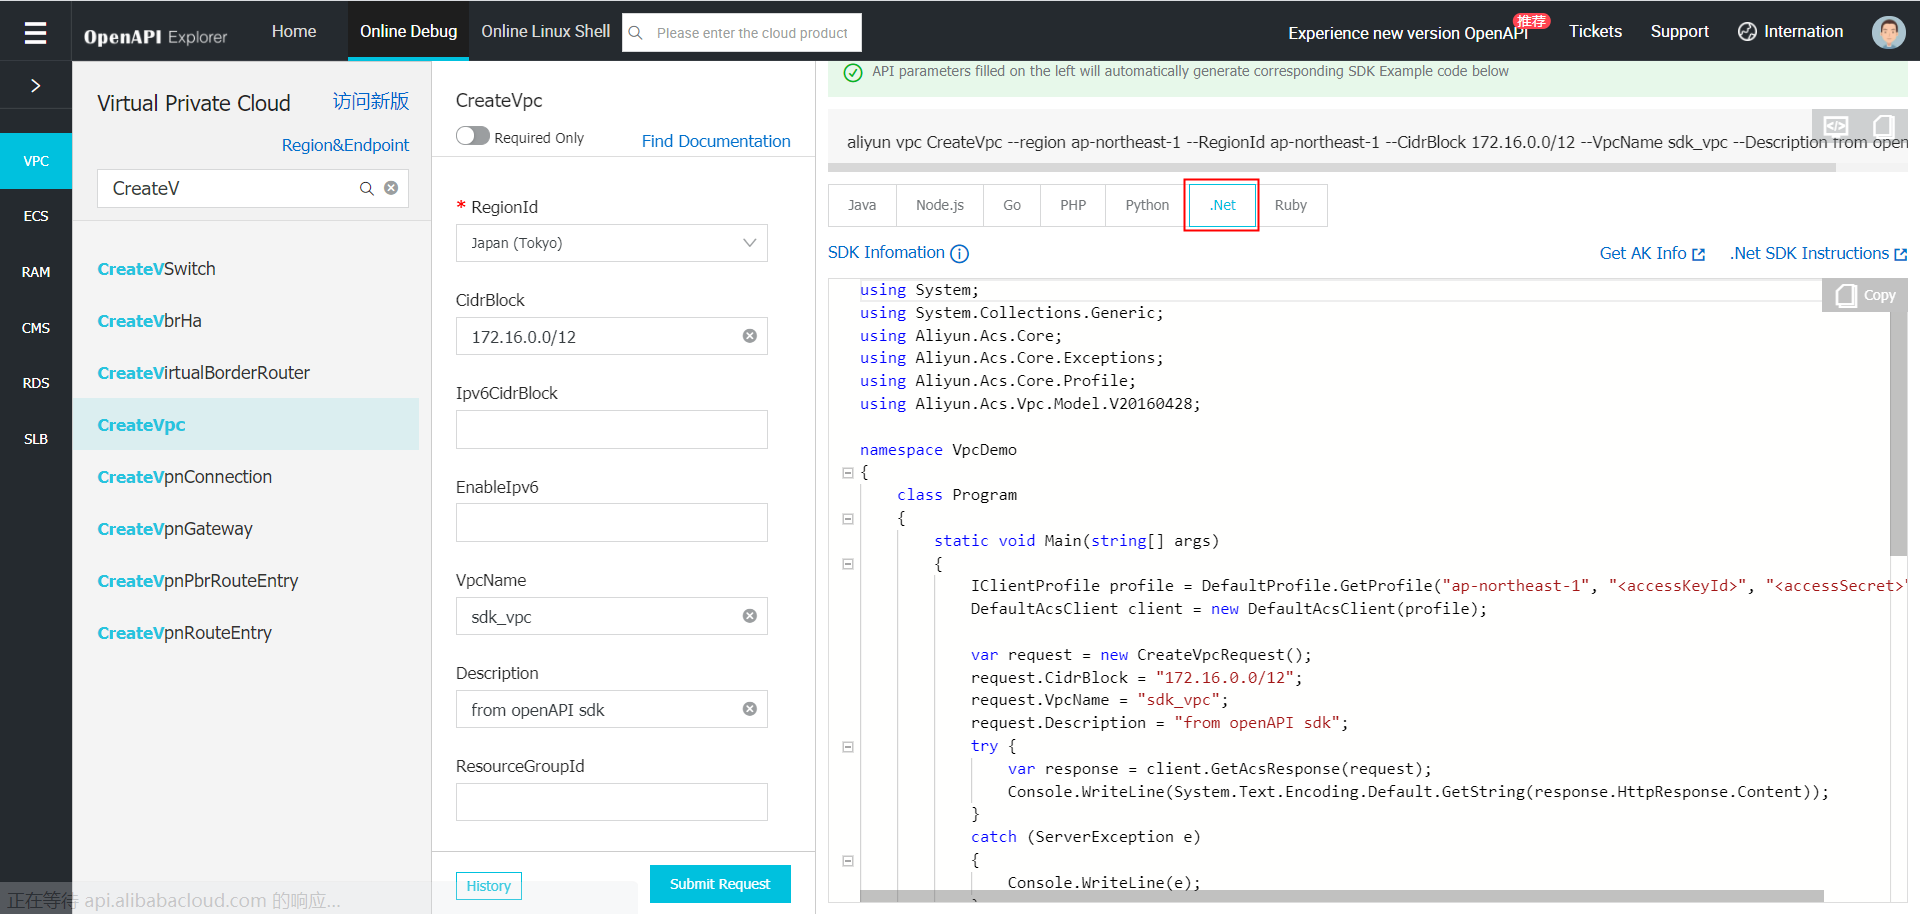 OpenAPI Explorer
Home
Online Debug
Online Linux Shell
Please enter the cloud product
Experience new version OpenAPI
推荐
Tickets
Support
Internation
VPC
ECS
RAM
CMS
RDS
SLB
Virtual Private Cloud
访问新版
Region&Endpoint
CreateV
CreateVSwitch
CreateVbrHa
CreateVirtualBorderRouter
CreateVpc
CreateVpnConnection
CreateVpnGateway
CreateVpnPbrRouteEntry
CreateVpnRouteEntry
CreateVpc
Required Only
Find Documentation
* RegionId
Japan (Tokyo)
CidrBlock
172.16.0.0/12
Ipv6CidrBlock
EnableIpv6
VpcName
sdk_vpc
Description
from openAPI sdk
ResourceGroupId
History
Submit Request
API parameters filled on the left will automatically generate corresponding SDK Example code below
aliyun vpc CreateVpc --region ap-northeast-1 --RegionId ap-northeast-1 --CidrBlock 172.16.0.0/12 --VpcName sdk_vpc --Description from open
Java
Node.js
Go
PHP
Python
.Net
Ruby
SDK Infomation
Get AK Info
.Net SDK Instructions
Copy
using System;
using System.Collections.Generic;
using Aliyun.Acs.Core;
using Aliyun.Acs.Core.Exceptions;
using Aliyun.Acs.Core.Profile;
using Aliyun.Acs.Vpc.Model.V20160428;
namespace VpcDemo
{
class Program
{
static void Main(string[] args)
{
IClientProfile profile = DefaultProfile.GetProfile("ap-northeast-1", "<accessKeyId>", "<accessSecret>"
DefaultAcsClient client = new DefaultAcsClient(profile);
var request = new CreateVpcRequest();
request.CidrBlock = "172.16.0.0/12";
request.VpcName = "sdk_vpc";
request.Description = "from openAPI sdk";
try {
var response = client.GetAcsResponse(request);
Console.WriteLine(System.Text.Encoding.Default.GetString(response.HttpResponse.Content));
}
catch (ServerException e)
{
Console.WriteLine(e);
正在等待 api.alibabacloud.com 的响应...